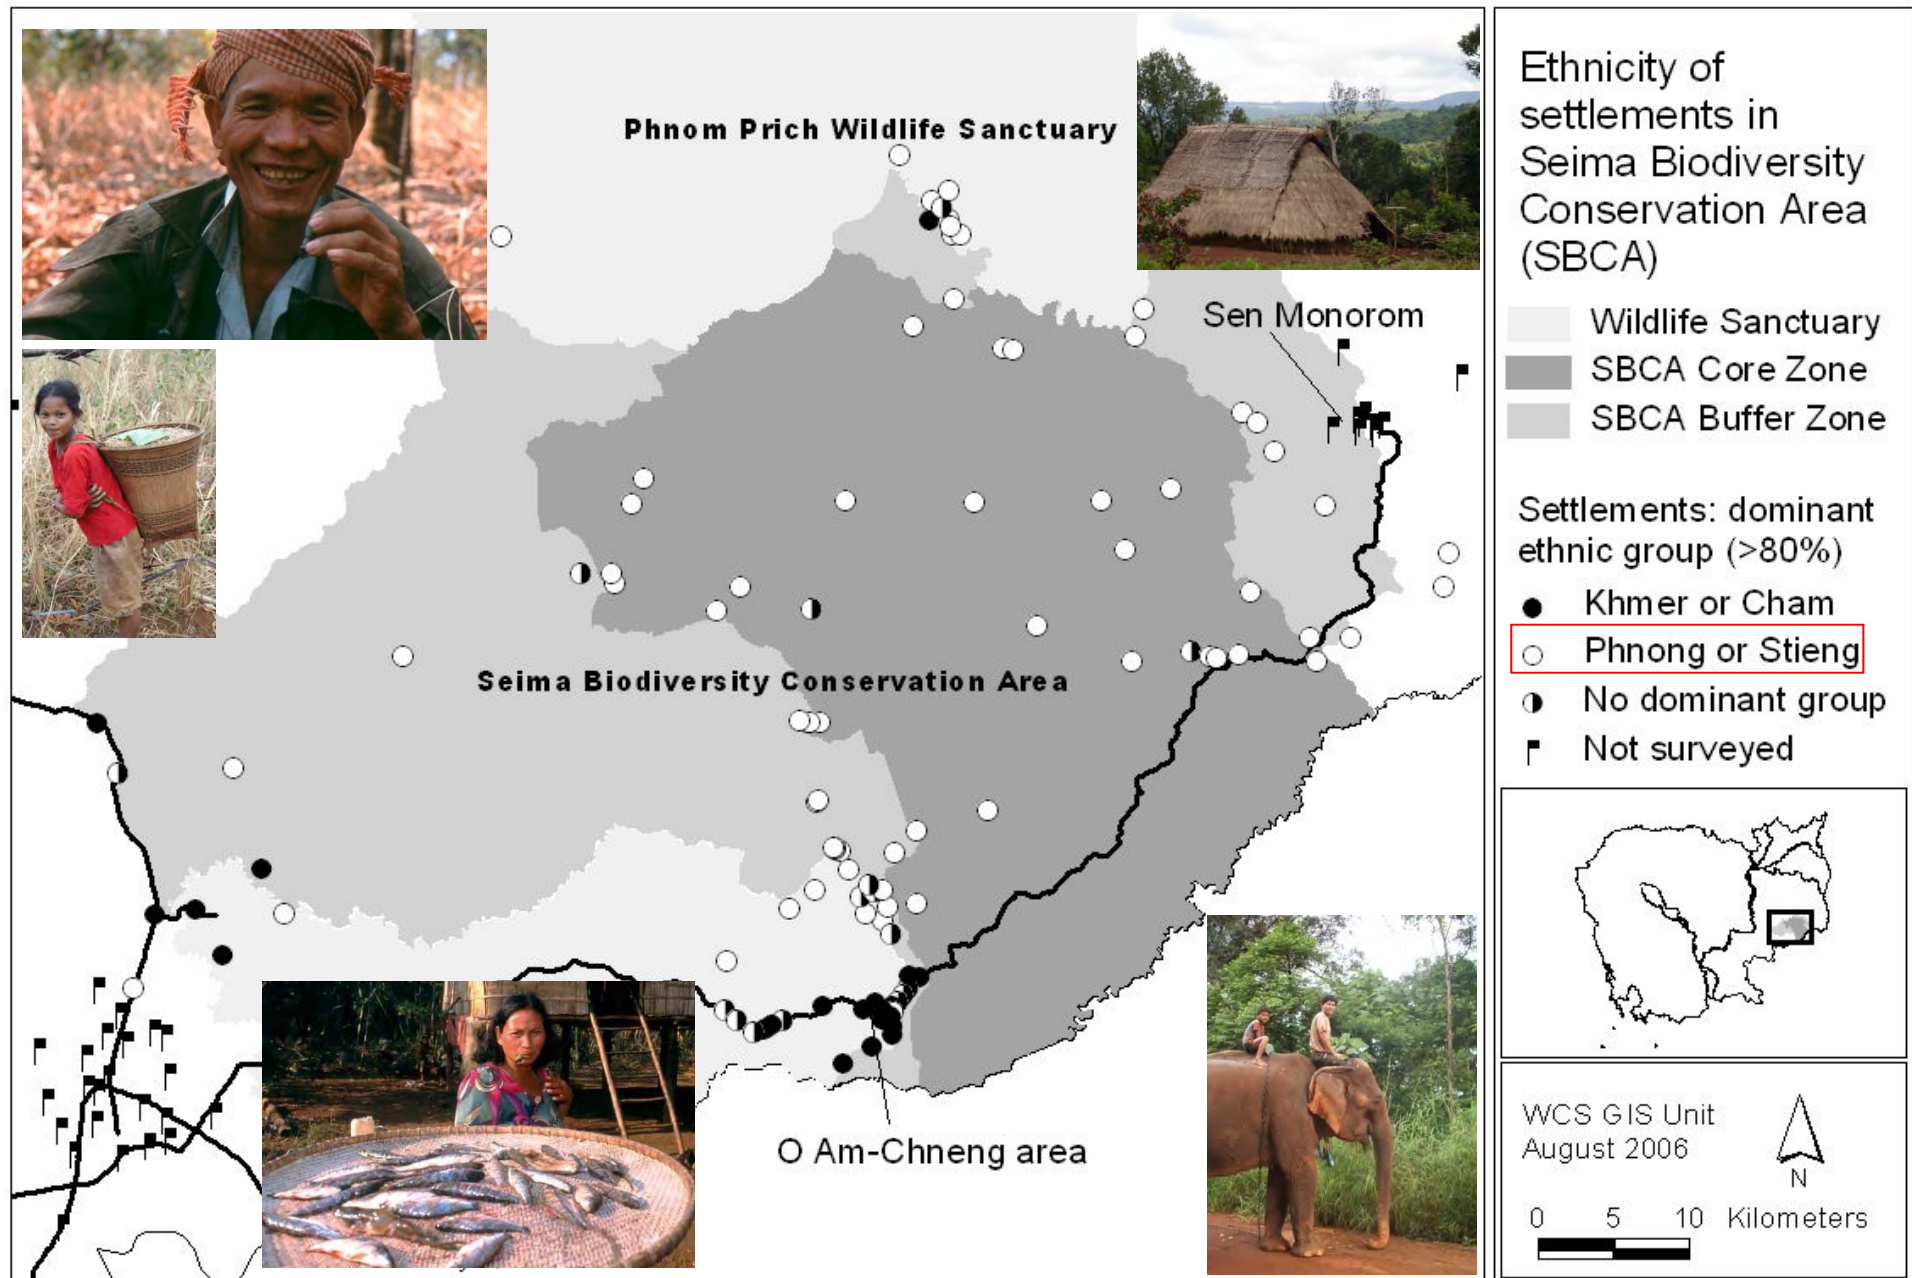 Phnom Prich Wildlife Sanctuary
Sen Monorom
Seima Biodiversity Conservation Area
O Am-Chneng area
Ethnicity of
settlements in
Seima Biodiversity
Conservation Area
(SBCA)
Wildlife Sanctuary
SBCA Core Zone
SBCA Buffer Zone
Settlements: dominant
ethnic group (>80%)
Khmer or Cham
Phnong or Stieng
No dominant group
Not surveyed
WCS GIS Unit
August 2006
N
0 5 10 Kilometers